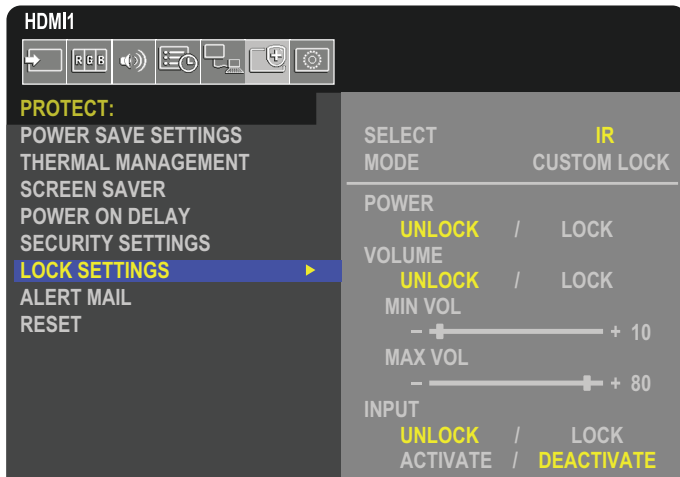 HDMI1
RGB
PROTECT:
POWER SAVE SETTINGS
THERMAL MANAGEMENT
SCREEN SAVER
POWER ON DELAY
SECURITY SETTINGS
LOCK SETTINGS
ALERT MAIL
RESET
SELECT IR
MODE CUSTOM LOCK
POWER
UNLOCK / LOCK
VOLUME
UNLOCK / LOCK
MIN VOL
− + 10
MAX VOL
− + 80
INPUT
UNLOCK / LOCK
ACTIVATE / DEACTIVATE